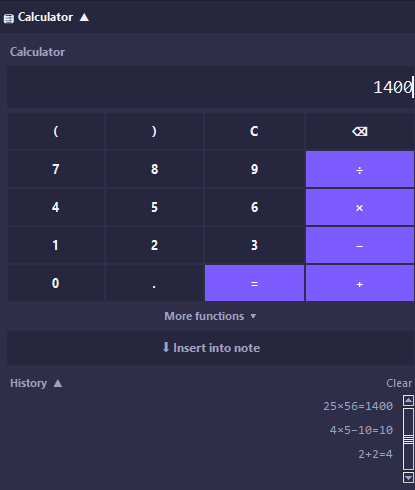 Calculator ▲
Calculator
1400
( ) C ⌫
7 8 9 ÷
4 5 6 ×
1 2 3 −
0 . = +
More functions ▼
⬇ Insert into note
History ▲ Clear
25×56=1400
4×5-10=10
2+2=4